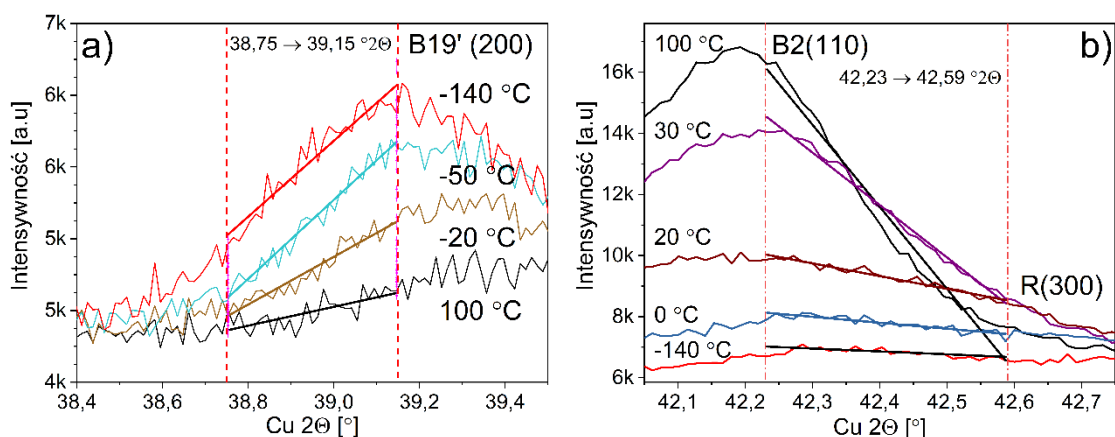 a)
38,75 → 39,15 °2Θ
B19' (200)
-140 °C
-50 °C
-20 °C
100 °C
7k
6k
6k
5k
5k
4k
Intensywność [a.u]
38,4 38,6 38,8 39,0 39,2 39,4
Cu 2Θ [°]
b)
100 °C
B2(110)
42,23 → 42,59 °2Θ
30 °C
20 °C
R(300)
0 °C
-140 °C
16k
14k
12k
10k
8k
6k
Intensywność [a.u]
42,1 42,2 42,3 42,4 42,5 42,6 42,7
Cu 2Θ [°]